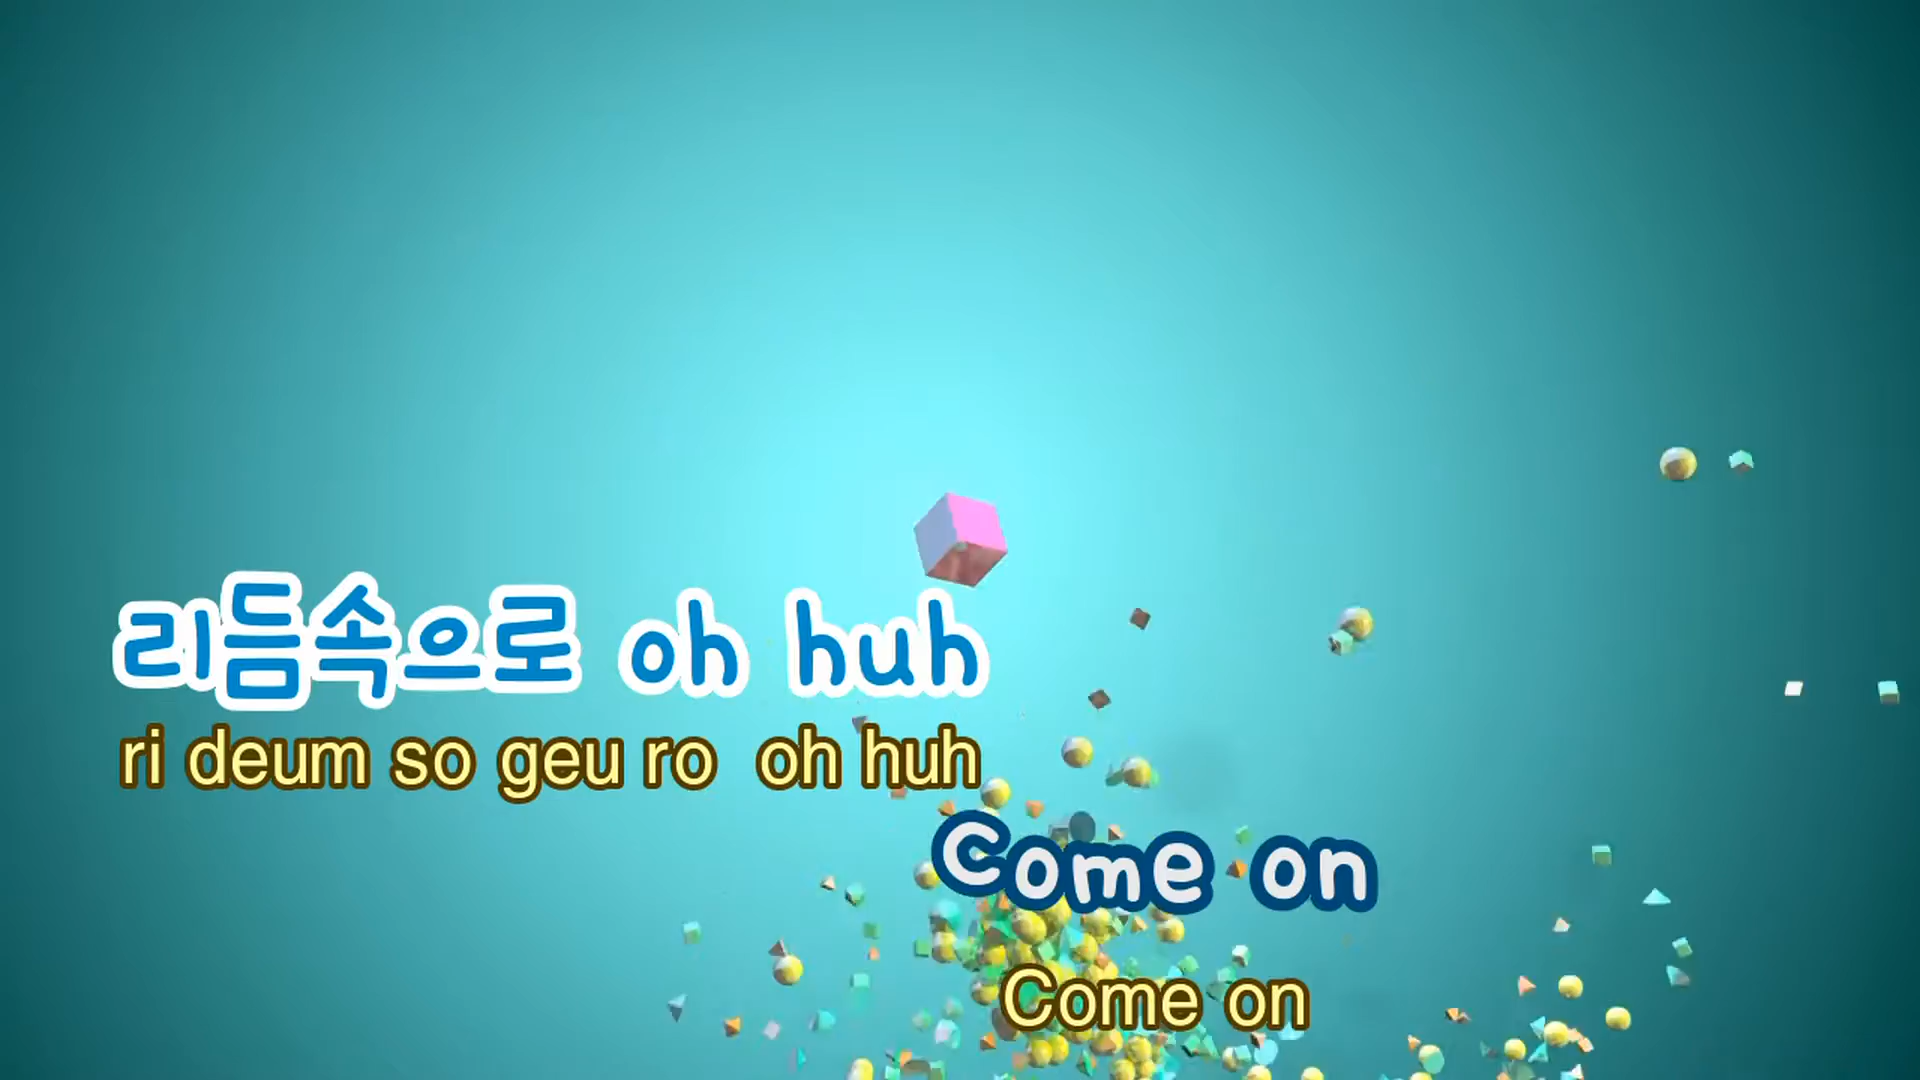 리듬속으로 oh huh
ri deum so geu ro oh huh
Come on
Come on